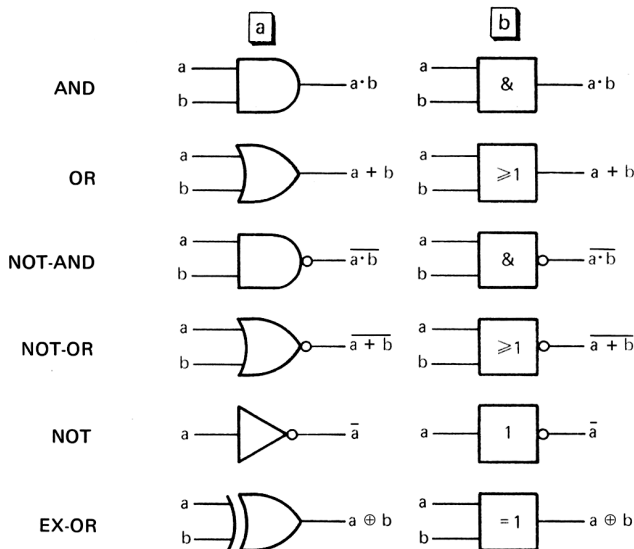 a b
AND a a·b a & a·b
b b
OR a a + b a ⩾1 a + b
b b
NOT-AND a a·b̅ a & a·b̅
b b
NOT-OR a a + b̅ a ⩾1 a + b̅
b b
NOT a a̅ a 1 a̅
EX-OR a a ⊕ b a =1 a ⊕ b
b b